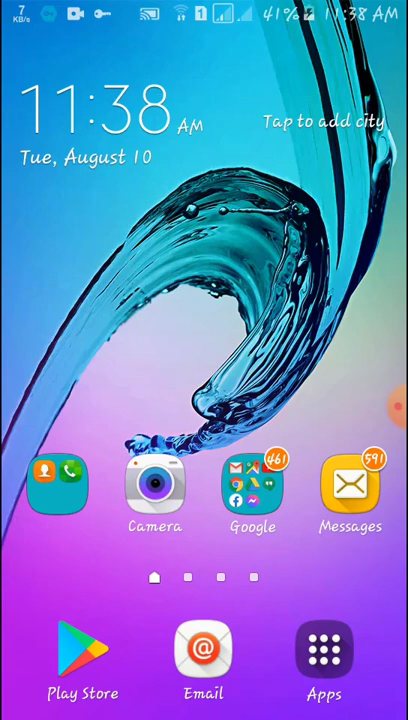 7
KB/s
1
41%
11:38 AM
11:38 AM
Tap to add city
Tue, August 10
461
591
Camera
Google
Messages
Play Store
Email
Apps